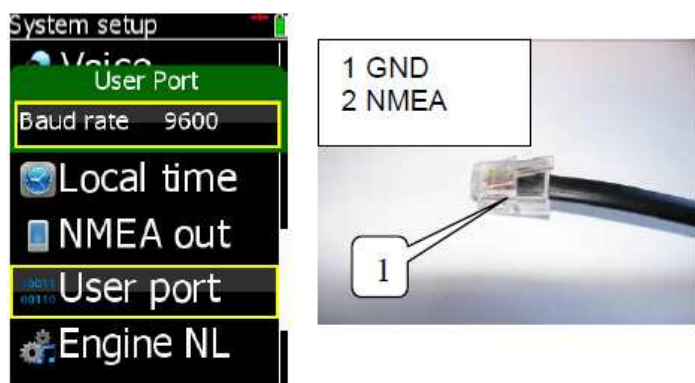 System setup
Voice
User Port
Baud rate 9600
Local time
NMEA out
User port
Engine NL
1 GND
2 NMEA
1